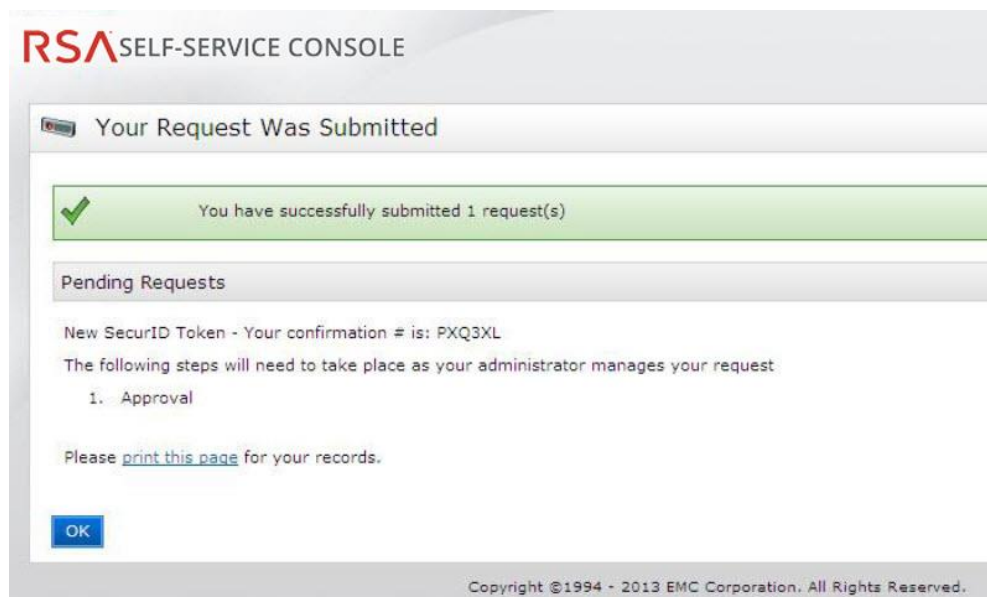 RSA SELF-SERVICE CONSOLE
Your Request Was Submitted
You have successfully submitted 1 request(s)
Pending Requests
New SecurID Token - Your confirmation # is: PXQ3XL
The following steps will need to take place as your administrator manages your request
1. Approval
Please print this page for your records.
OK
Copyright ©1994 - 2013 EMC Corporation. All Rights Reserved.